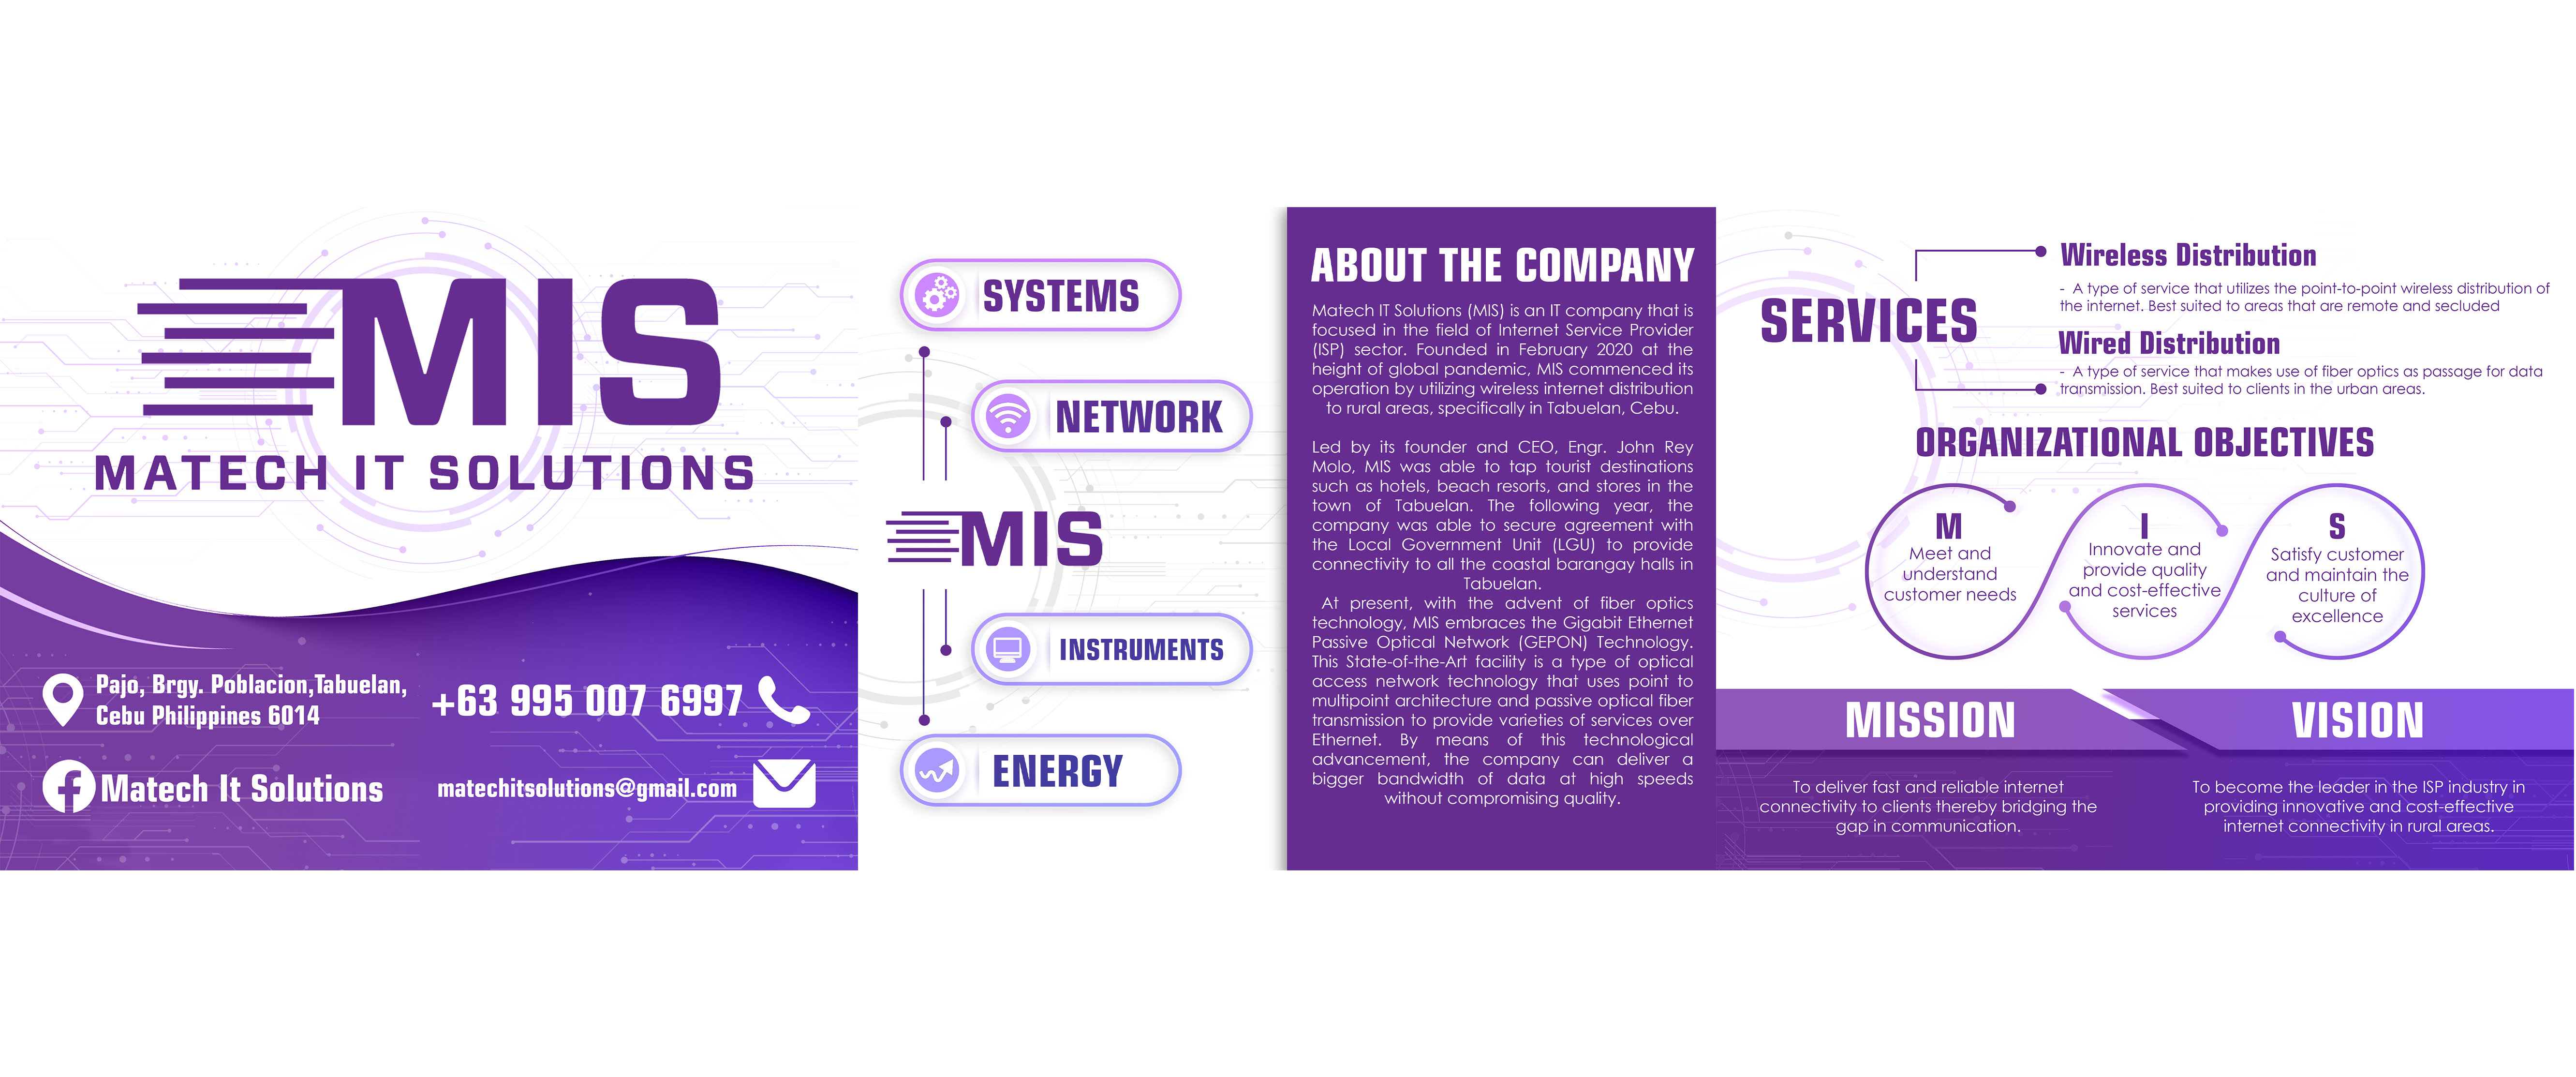 MIS
MATECH IT SOLUTIONS
Pajo, Brgy. Poblacion,Tabuelan,
Cebu Philippines 6014
+63 995 007 6997
Matech It Solutions
matechitsolutions@gmail.com
SYSTEMS
NETWORK
MIS
INSTRUMENTS
ENERGY
ABOUT THE COMPANY
Matech IT Solutions (MIS) is an IT company that is
focused in the field of Internet Service Provider
(ISP) sector. Founded in February 2020 at the
height of global pandemic, MIS commenced its
operation by utilizing wireless internet distribution
to rural areas, specifically in Tabuelan, Cebu.
Led by its founder and CEO, Engr. John Rey
Molo, MIS was able to tap tourist destinations
such as hotels, beach resorts, and stores in the
town of Tabuelan. The following year, the
company was able to secure agreement with
the Local Government Unit (LGU) to provide
connectivity to all the coastal barangay halls in
Tabuelan.
At present, with the advent of fiber optics
technology, MIS embraces the Gigabit Ethernet
Passive Optical Network (GEPON) Technology.
This State-of-the-Art facility is a type of optical
access network technology that uses point to
multipoint architecture and passive optical fiber
transmission to provide varieties of services over
Ethernet. By means of this technological
advancement, the company can deliver a
bigger bandwidth of data at high speeds
without compromising quality.
SERVICES
Wireless Distribution
- A type of service that utilizes the point-to-point wireless distribution of
the internet. Best suited to areas that are remote and secluded
Wired Distribution
- A type of service that makes use of fiber optics as passage for data
transmission. Best suited to clients in the urban areas.
ORGANIZATIONAL OBJECTIVES
M
Meet and
understand
customer needs
I
Innovate and
provide quality
and cost-effective
services
S
Satisfy customer
and maintain the
culture of
excellence
MISSION
To deliver fast and reliable internet
connectivity to clients thereby bridging the
gap in communication.
VISION
To become the leader in the ISP industry in
providing innovative and cost-effective
internet connectivity in rural areas.